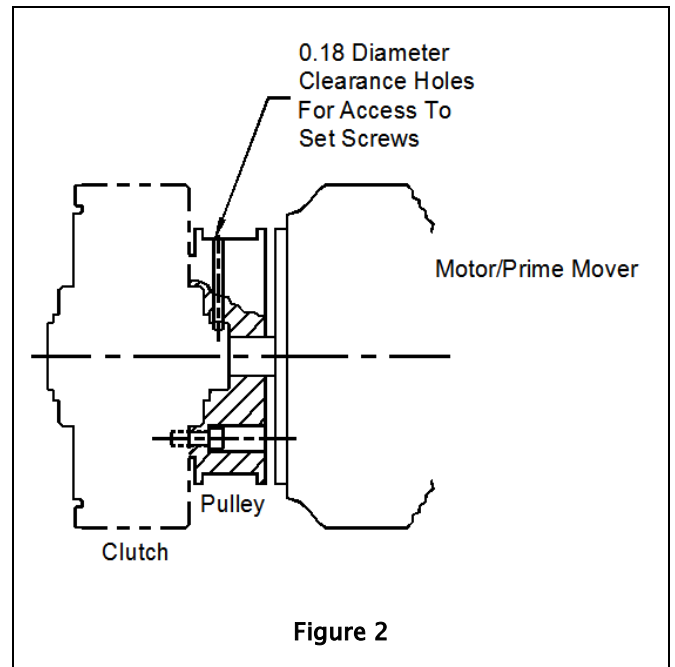 0.18 Diameter
Clearance Holes
For Access To
Set Screws
Motor/Prime Mover
Pulley
Clutch
Figure 2